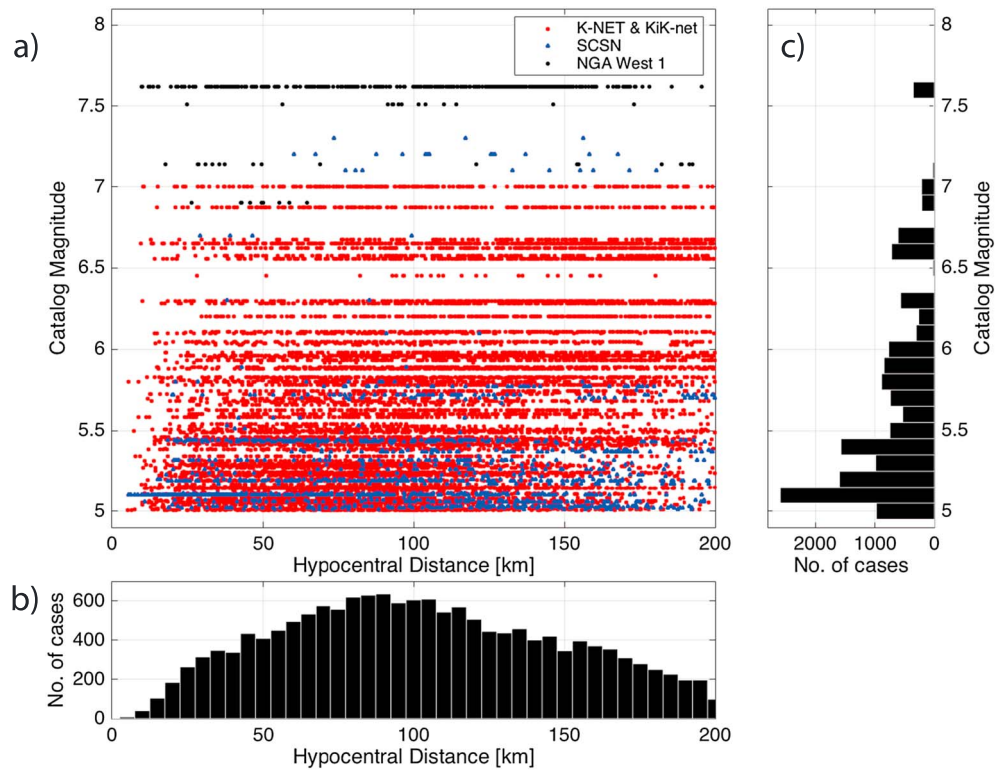 a)
K-NET & KiK-net
SCSN
NGA West 1
8
7.5
7
6.5
6
5.5
5
Catalog Magnitude
0 50 100 150 200
Hypocentral Distance [km]
c)
8
7.5
7
6.5
6
5.5
5
Catalog Magnitude
2000 1000 0
No. of cases
b)
600
400
200
0
No. of cases
0 50 100 150 200
Hypocentral Distance [km]